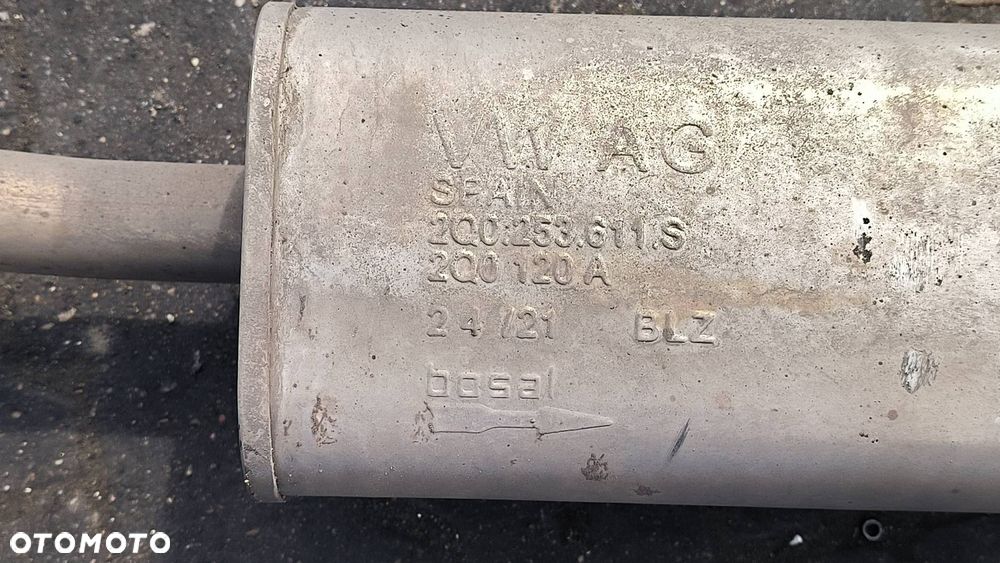 VW AG
SPAIN
2Q0.253.611.S
2Q0 120 A
24/21 BLZ
bosal
OTOMOTO